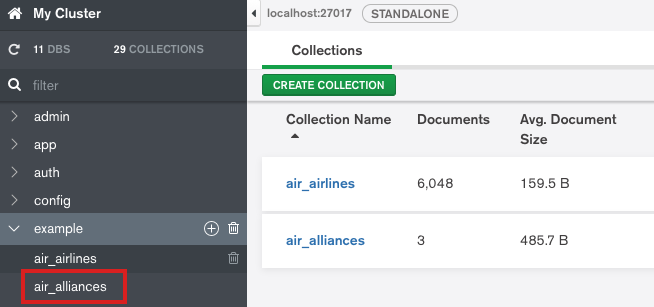 My Cluster
11 DBS 29 COLLECTIONS
filter
admin
app
auth
config
example
air_airlines
air_alliances
localhost:27017 STANDALONE
Collections
CREATE COLLECTION
Collection Name Documents Avg. Document
Size
air_airlines 6,048 159.5 B
air_alliances 3 485.7 B